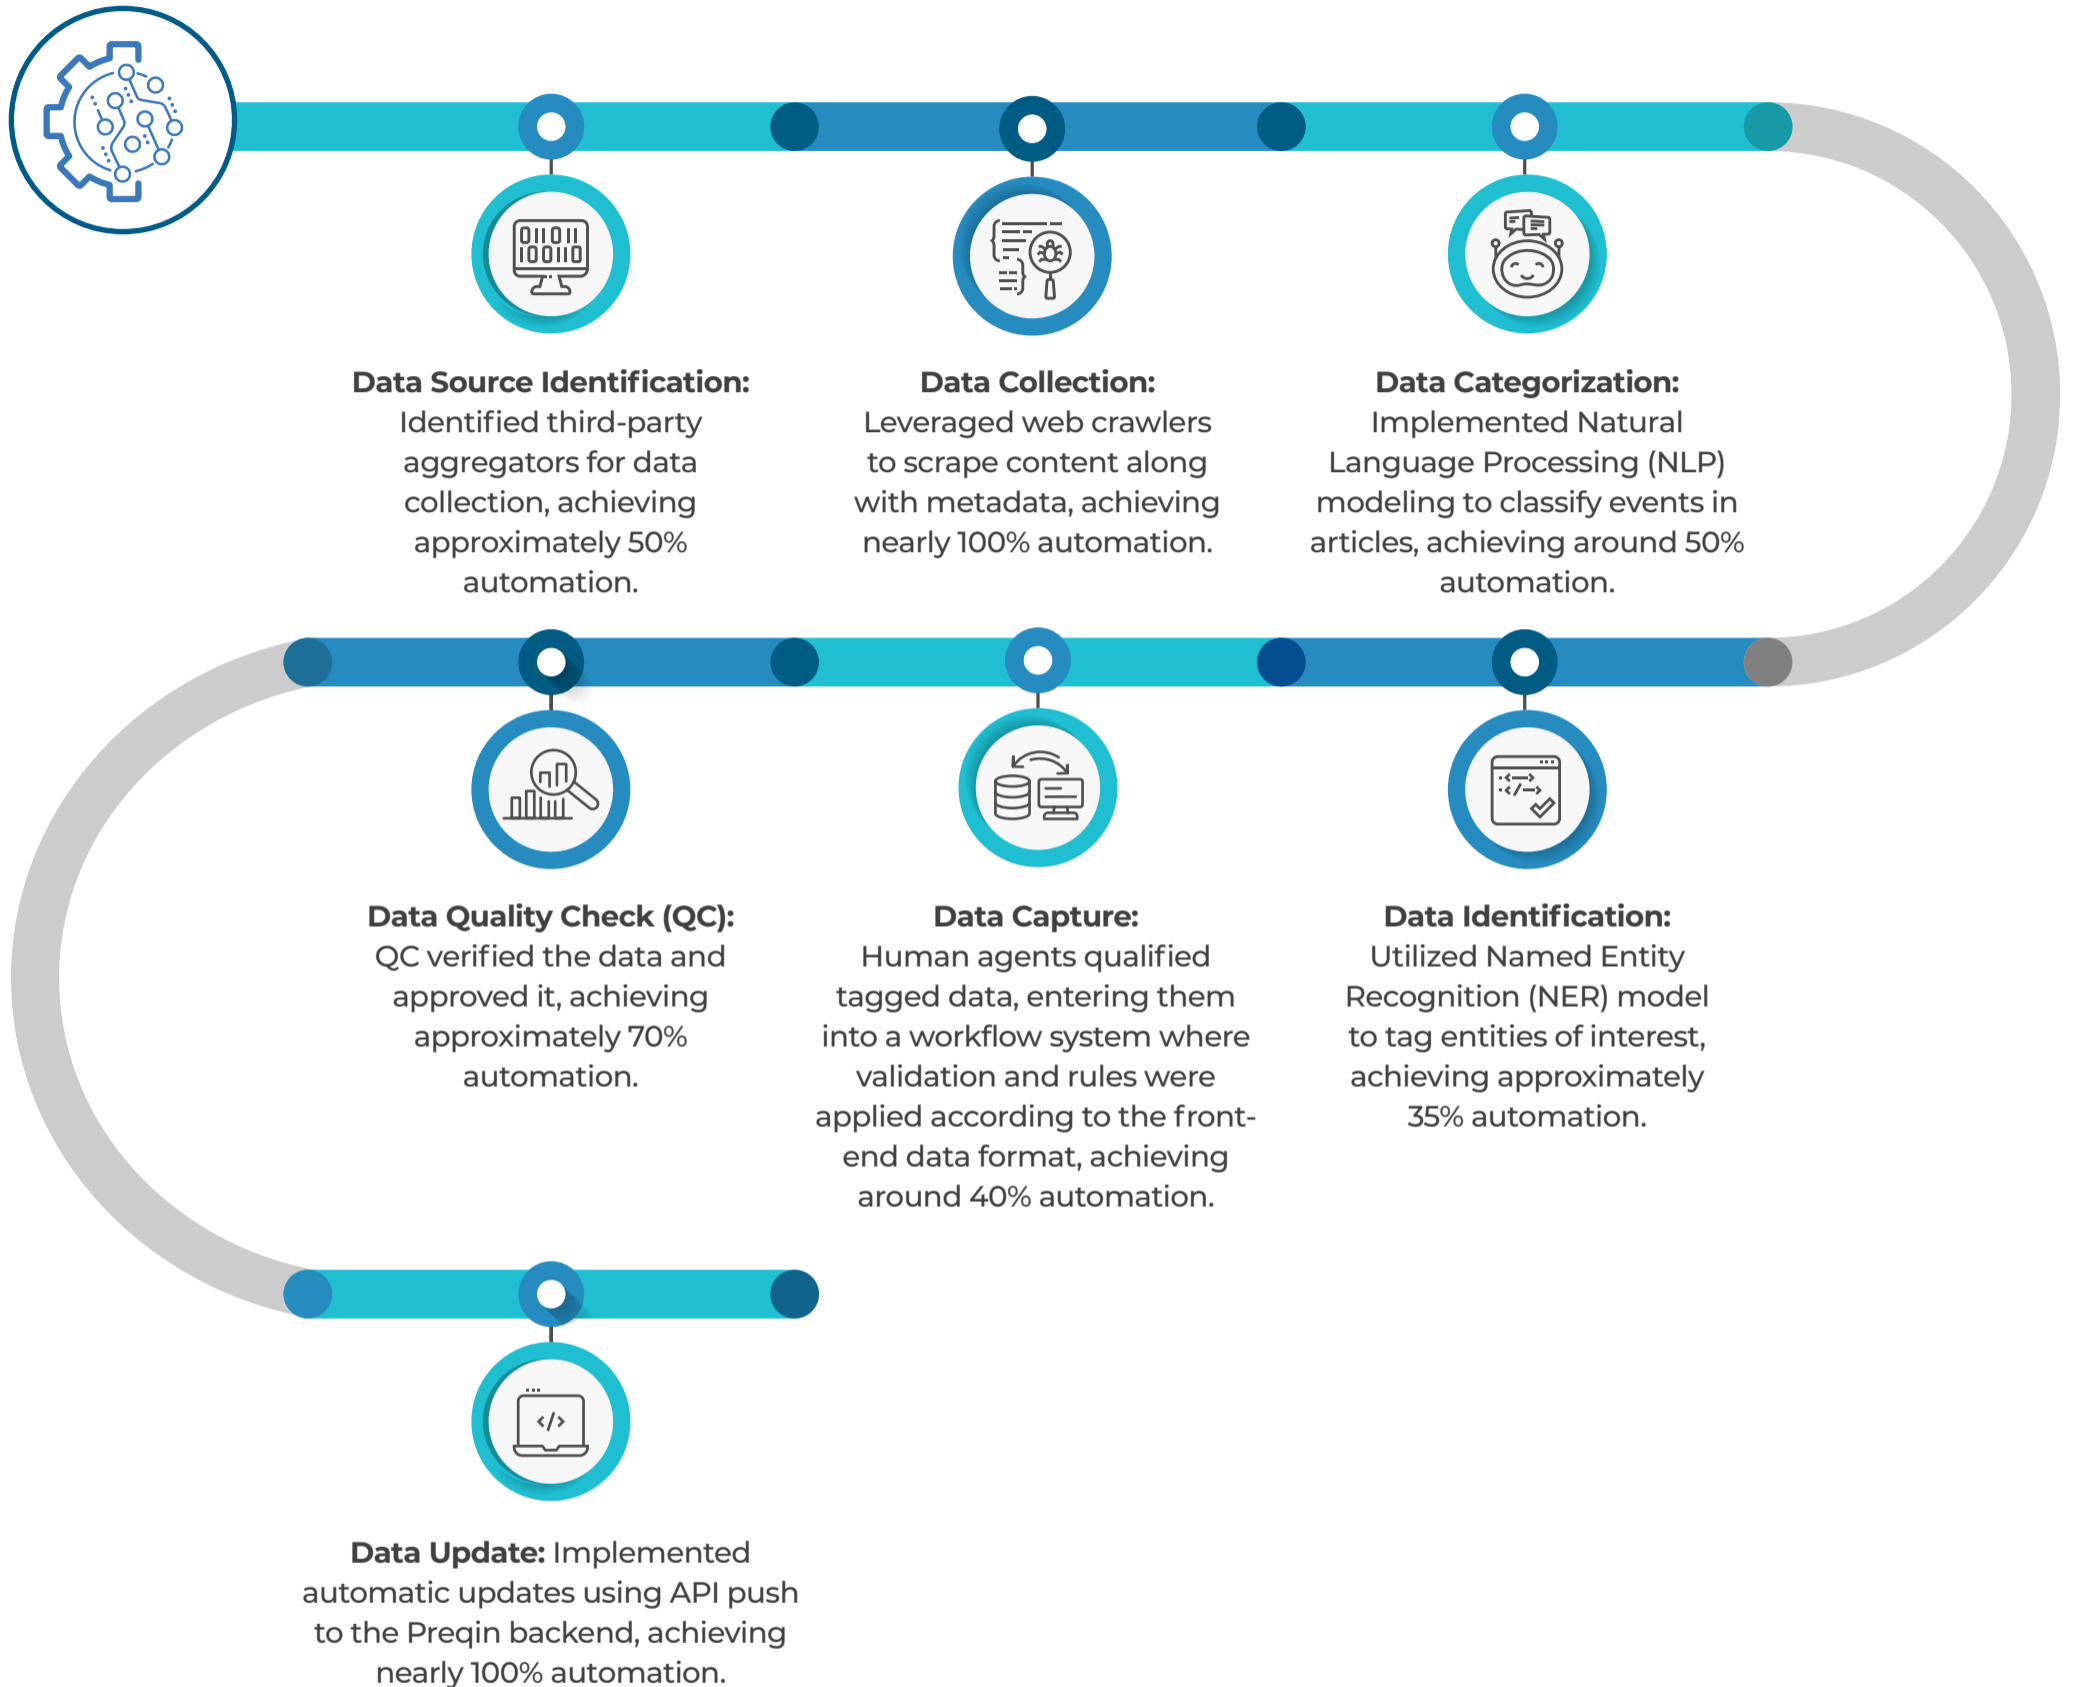 Data Source Identification:
Identified third-party
aggregators for data
collection, achieving
approximately 50%
automation.
Data Collection:
Leveraged web crawlers
to scrape content along
with metadata, achieving
nearly 100% automation.
Data Categorization:
Implemented Natural
Language Processing (NLP)
modeling to classify events in
articles, achieving around 50%
automation.
Data Identification:
Utilized Named Entity
Recognition (NER) model
to tag entities of interest,
achieving approximately
35% automation.
Data Capture:
Human agents qualified
tagged data, entering them
into a workflow system where
validation and rules were
applied according to the front-
end data format, achieving
around 40% automation.
Data Quality Check (QC):
QC verified the data and
approved it, achieving
approximately 70%
automation.
Data Update: Implemented
automatic updates using API push
to the Preqin backend, achieving
nearly 100% automation.